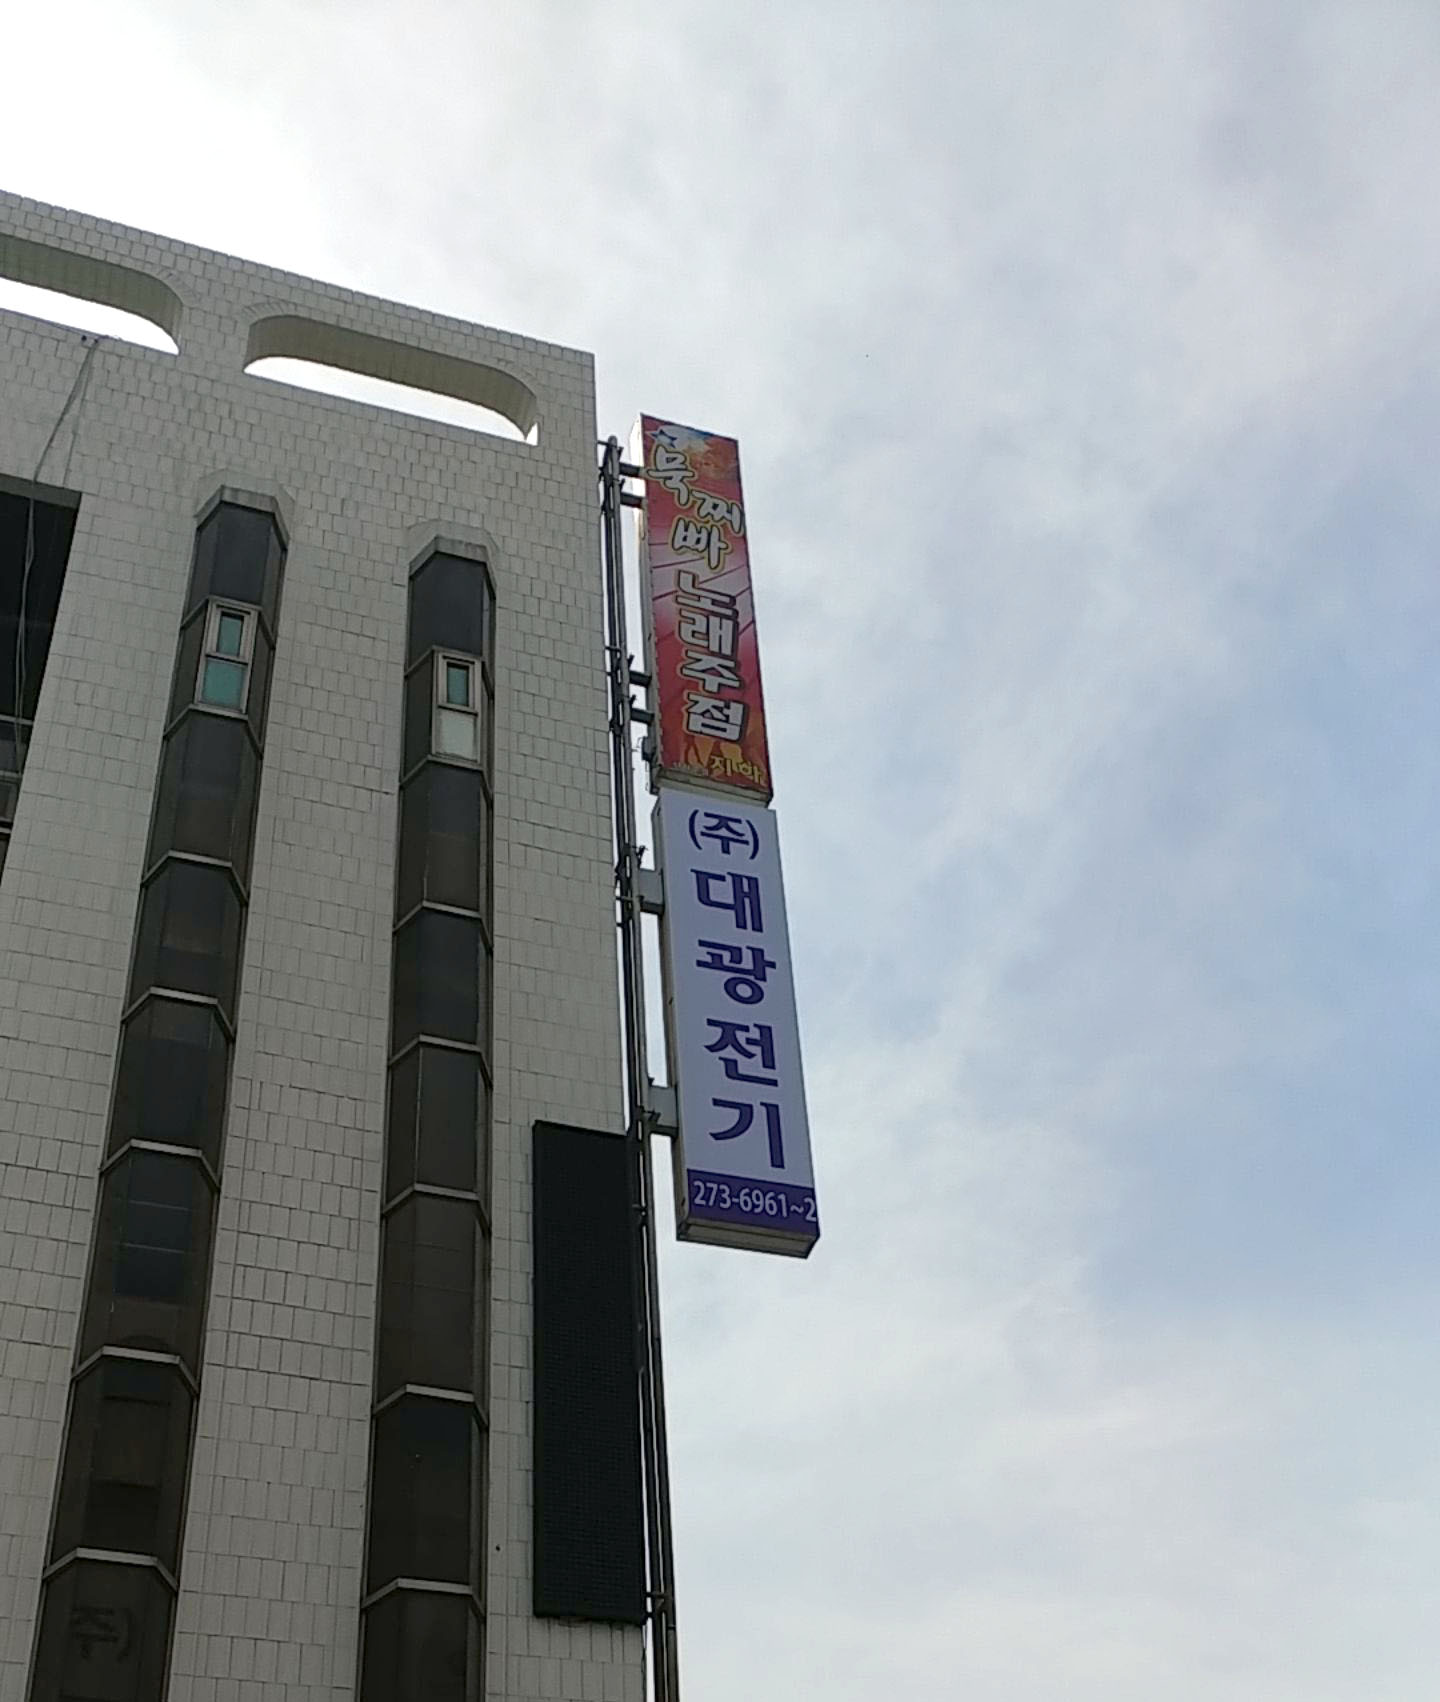 묵찌빠
노래주점
지하
(주)
대광전기
273-6961~2